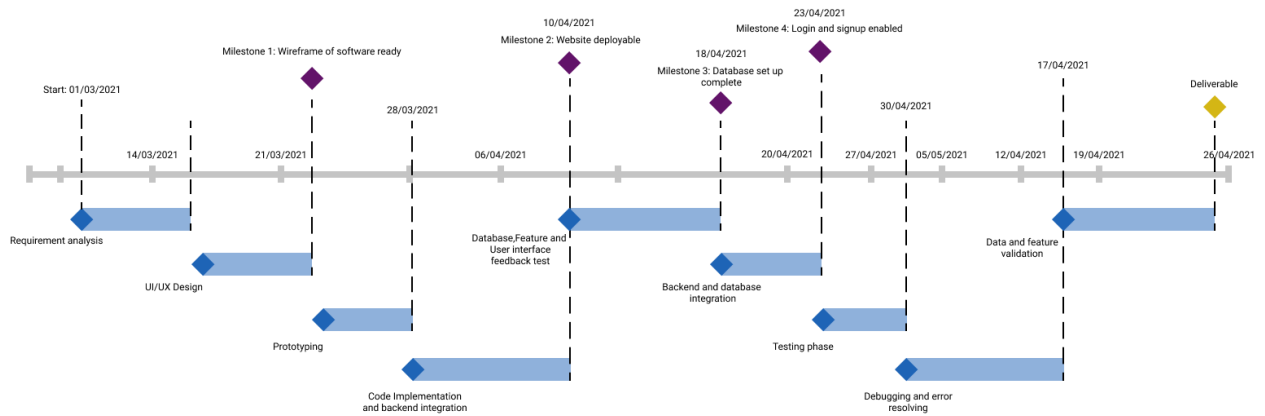 10/04/2021
23/04/2021
Milestone 4: Login and signup enabled
Milestone 1: Wireframe of software ready
Milestone 2: Website deployable
18/04/2021
Milestone 3: Database set up
complete
17/04/2021
Start: 01/03/2021
Deliverable
28/03/2021
30/04/2021
14/03/2021
21/03/2021
06/04/2021
20/04/2021
27/04/2021
05/05/2021
12/04/2021
19/04/2021
26/04/2021
Requirement analysis
Database,Feature and
User interface
feedback test
Data and feature
validation
UI/UX Design
Backend and database
integration
Prototyping
Testing phase
Code Implementation
and backend integration
Debugging and error
resolving